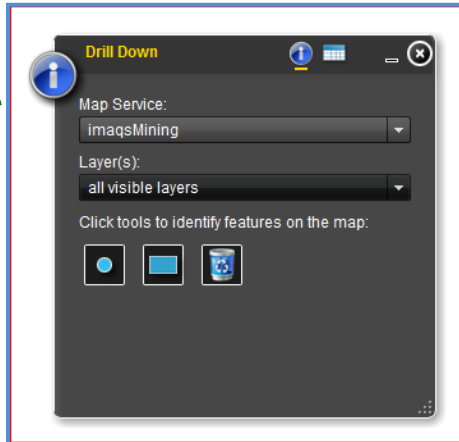 Drill Down
Map Service:
imaqsMining
Layer(s):
all visible layers
Click tools to identify features on the map: